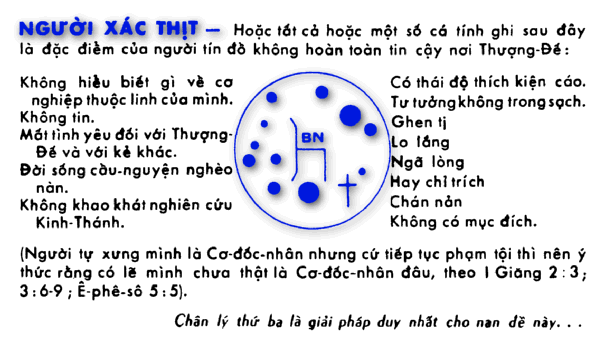 NGƯỜI XÁC THỊT — Hoặc tất cả hoặc một số cá tính ghi sau đây
là đặc điểm của người tín đồ không hoàn toàn cậy nơi Thượng-Đế :
Không hiểu biết gì về cơ
nghiệp thuộc linh của mình.
Không tin.
Mất tình yêu đối với Thượng-
Đế và với kẻ khác.
Đời sống cầu-nguyện nghèo
nàn.
Không khao khát nghiên cứu
Kinh-Thánh.
BN
Có thái độ thích kiện cáo.
Tư tưởng không trong sạch.
Ghen tị
Lo lắng
Ngã lòng
Hay chỉ trích
Chán nản
Không có mục đích.
(Người tự xưng mình là Cơ-đốc-nhân nhưng cứ tiếp tục phạm tội thì nên ý
thức rằng có lẽ mình chưa thật là Cơ-đốc-nhân đâu, theo I Giăng 2 : 3 ;
3 : 6-9 ; Ê-phê-sô 5 : 5).
Chân lý thứ ba là giải pháp duy nhất cho nan đề này. . .